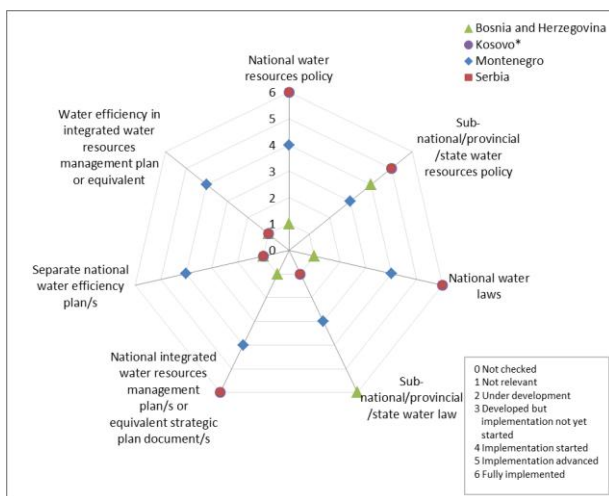 Bosnia and Herzegovina
Kosovo*
Montenegro
Serbia
National water
resources policy
6
5
4
3
2
1
0
Sub-
national/provincial
/state water
resources policy
National water
laws
Sub-
national/provincial
/state water law
National integrated
water resources
management
plan/s or
equivalent strategic
plan document/s
Separate national
water efficiency
plan/s
Water efficiency in
integrated water
resources
management plan
or equivalent
0 Not checked
1 Not relevant
2 Under development
3 Developed but
implementation not yet
started
4 Implementation started
5 Implementation advanced
6 Fully implemented